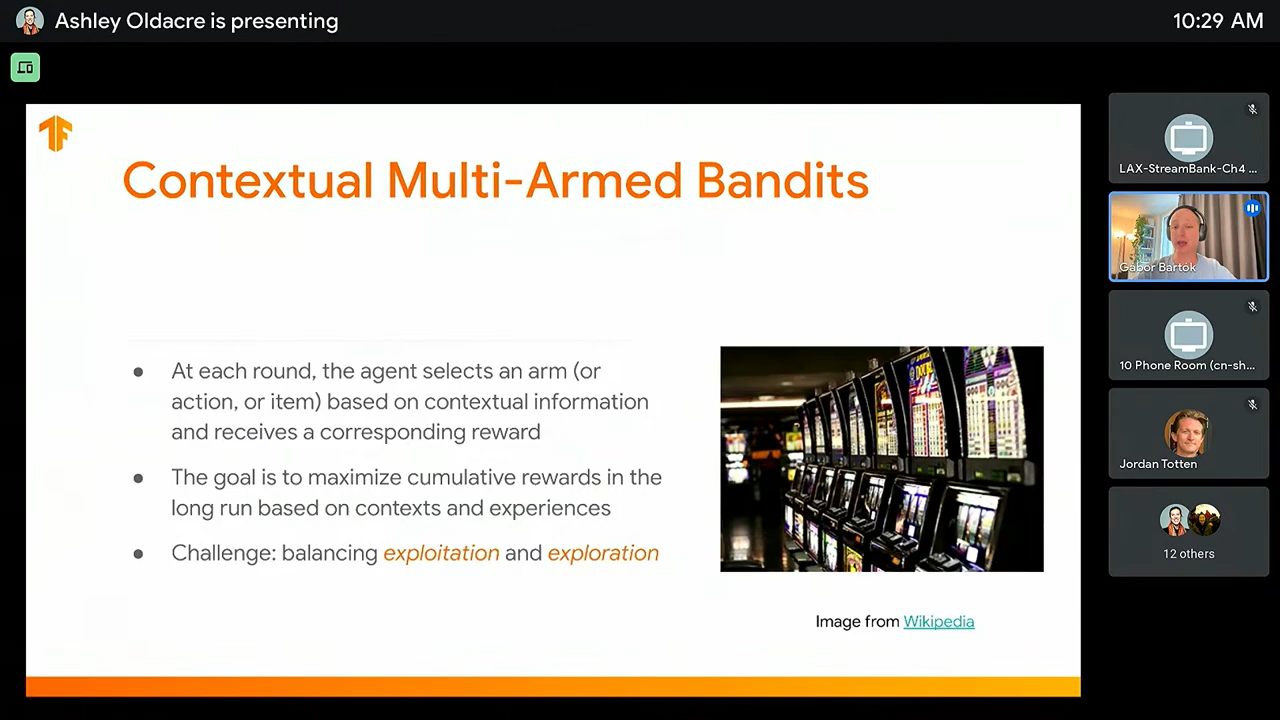 Ashley Oldacre is presenting
10:29 AM
Contextual Multi-Armed Bandits
● At each round, the agent selects an arm (or
action, or item) based on contextual information
and receives a corresponding reward
● The goal is to maximize cumulative rewards in the
long run based on contexts and experiences
● Challenge: balancing exploitation and exploration
Image from Wikipedia
LAX-StreamBank-Ch4 ...
Gábor Bartók
10 Phone Room (cn-sh...
Jordan Totten
12 others